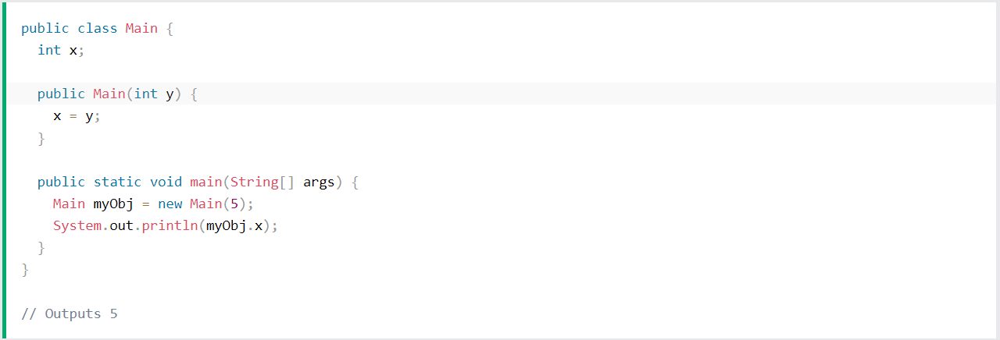 public class Main {
  int x;

  public Main(int y) {
    x = y;
  }

  public static void main(String[] args) {
    Main myObj = new Main(5);
    System.out.println(myObj.x);
  }
}

// Outputs 5